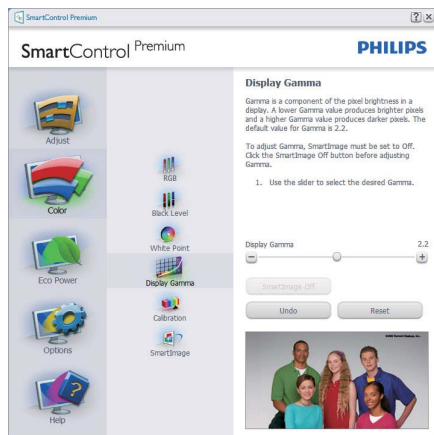 SmartControl Premium
SmartControl Premium
PHILIPS
Adjust
Color
Eco Power
Options
Help
RGB
Black Level
White Point
Display Gamma
Calibration
SmartImage
Display Gamma
Gamma is a component of the pixel brightness in a
display. A lower Gamma value produces brighter pixels
and a higher Gamma value produces darker pixels. The
default value for Gamma is 2.2.
To adjust Gamma, SmartImage must be set to Off.
Click the SmartImage Off button before adjusting
Gamma.
1. Use the slider to select the desired Gamma.
Display Gamma 2.2
SmartImage Off
Undo
Reset